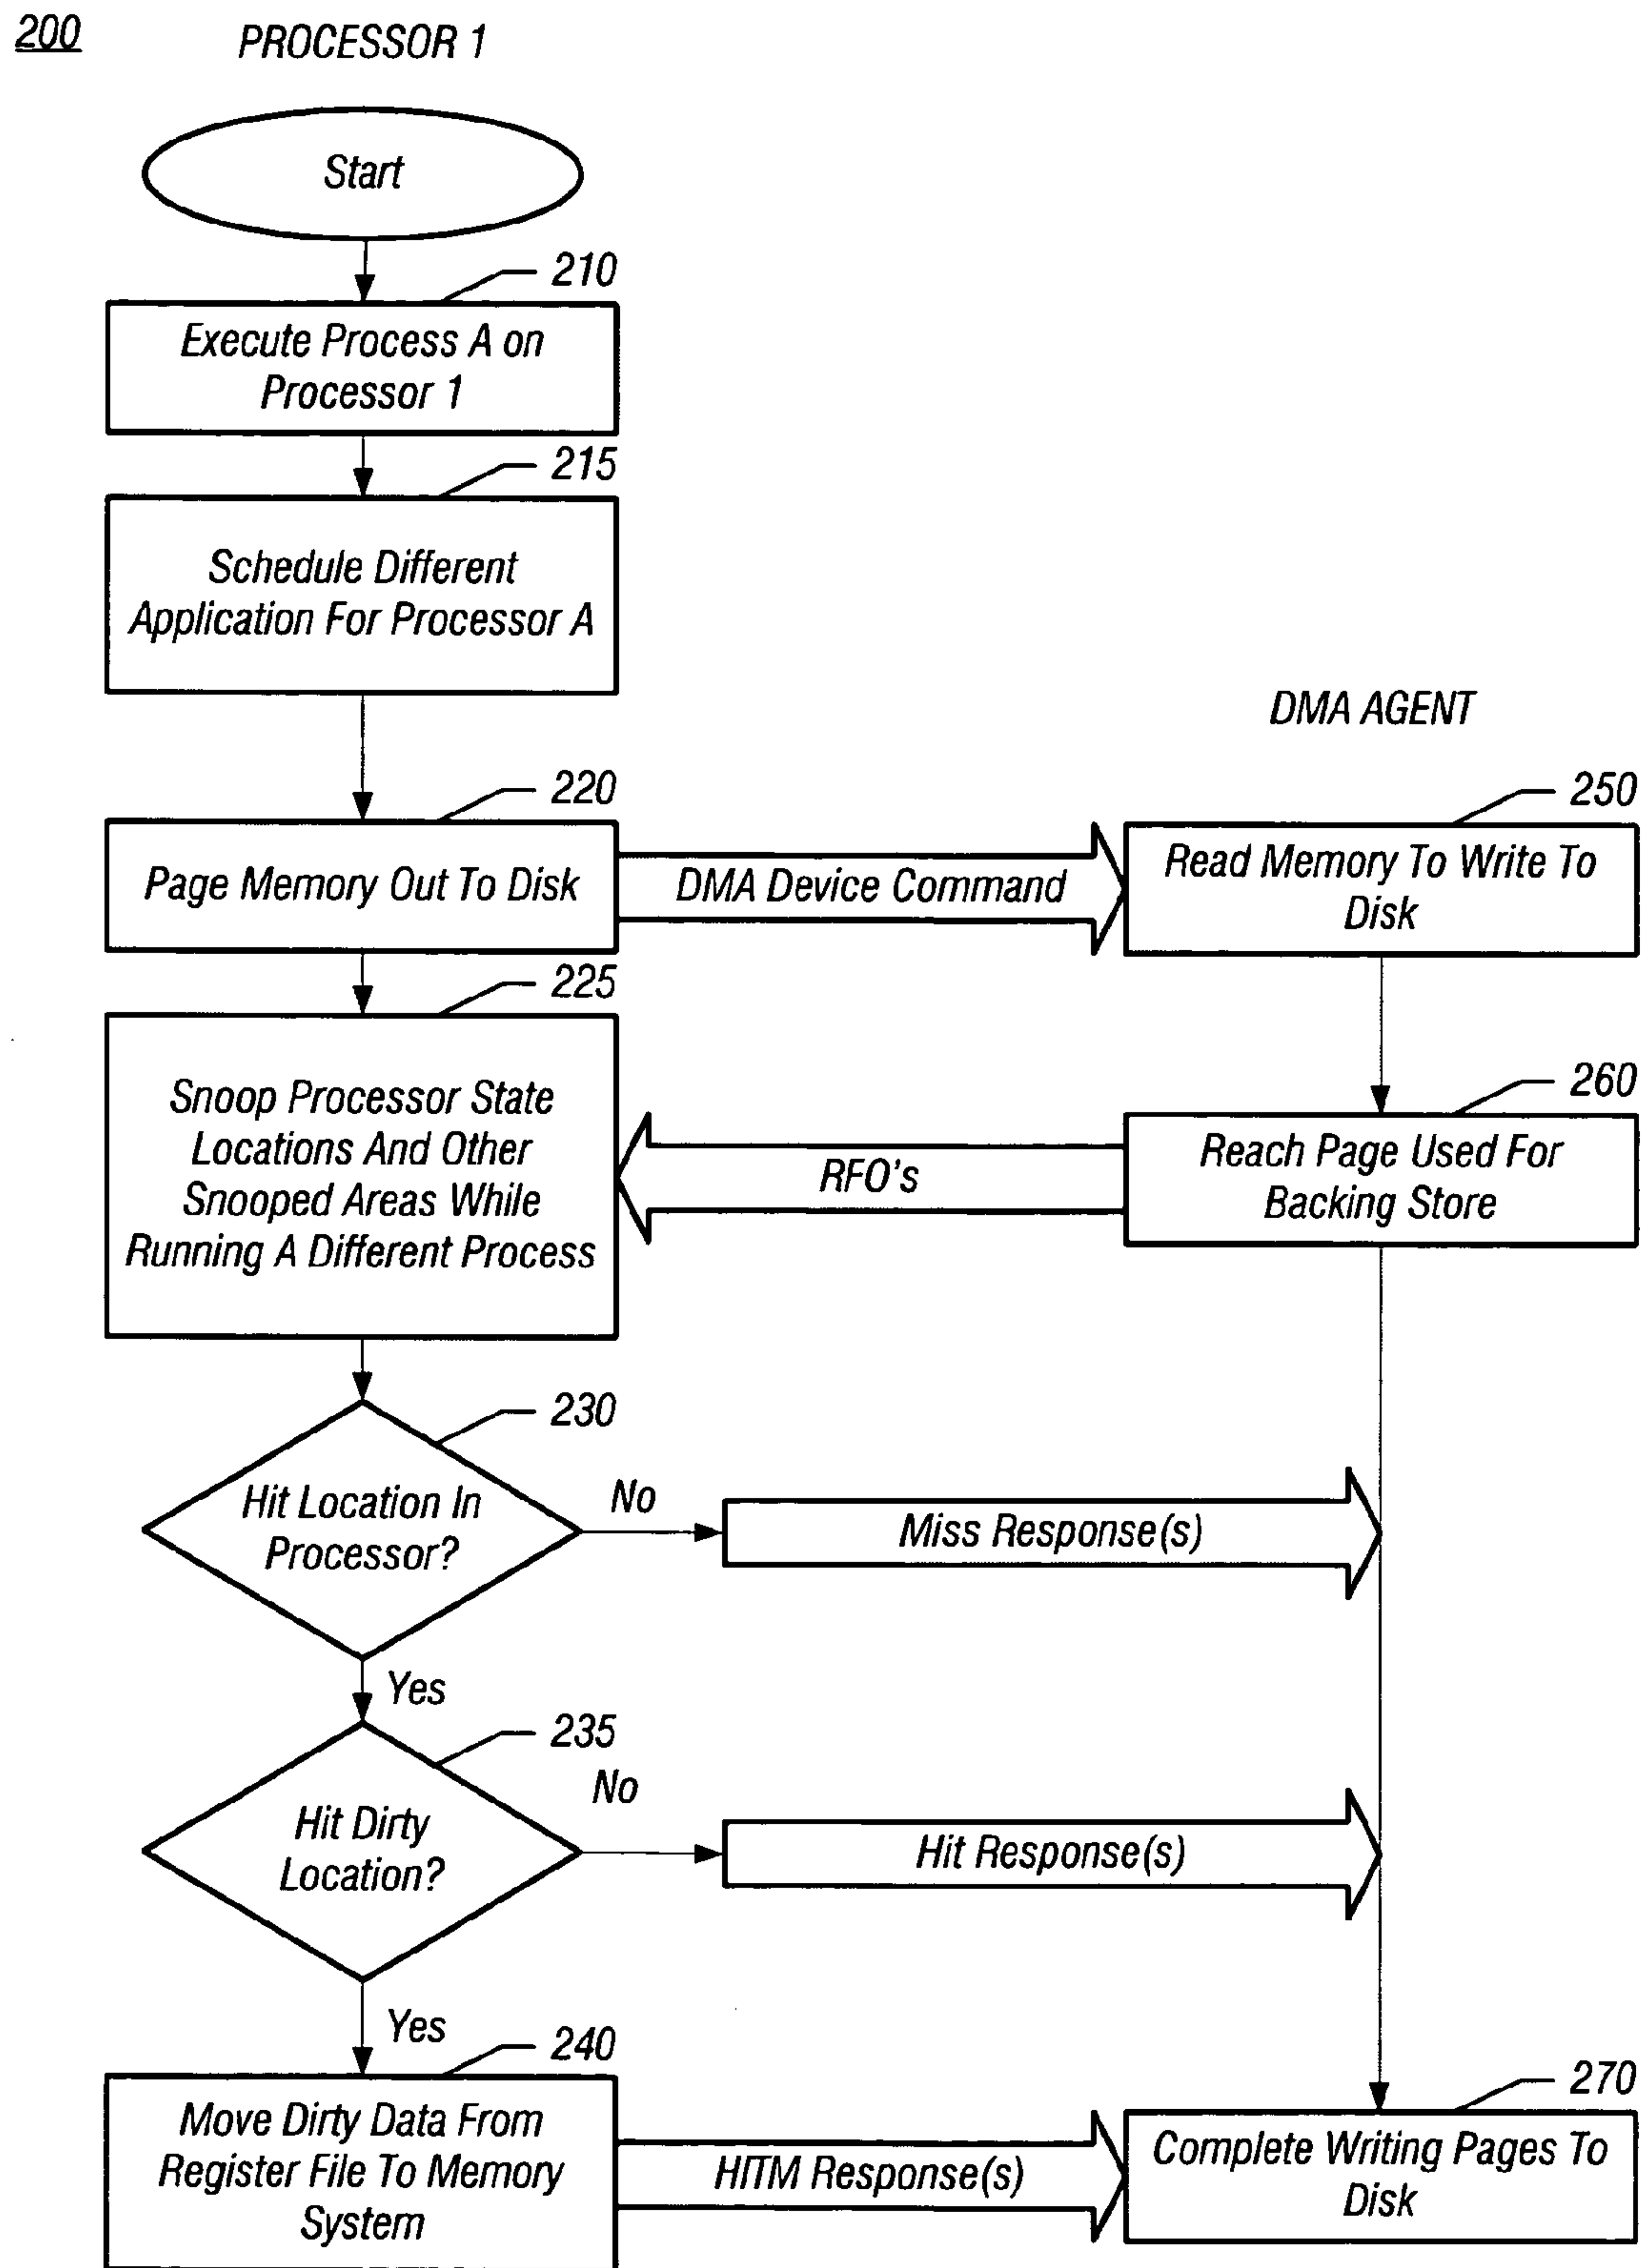 200
PROCESSOR 1
Start
210
Execute Process A on
Processor 1
215
Schedule Different
Application For Processor A
DMA AGENT
220
Page Memory Out To Disk
DMA Device Command
250
Read Memory To Write To
Disk
225
Snoop Processor State
Locations And Other
Snooped Areas While
Running A Different Process
RFO's
260
Reach Page Used For
Backing Store
230
Hit Location In
Processor?
No
Miss Response(s)
Yes
235
Hit Dirty
Location?
No
Hit Response(s)
Yes
240
Move Dirty Data From
Register File To Memory
System
HITM Response(s)
270
Complete Writing Pages To
Disk